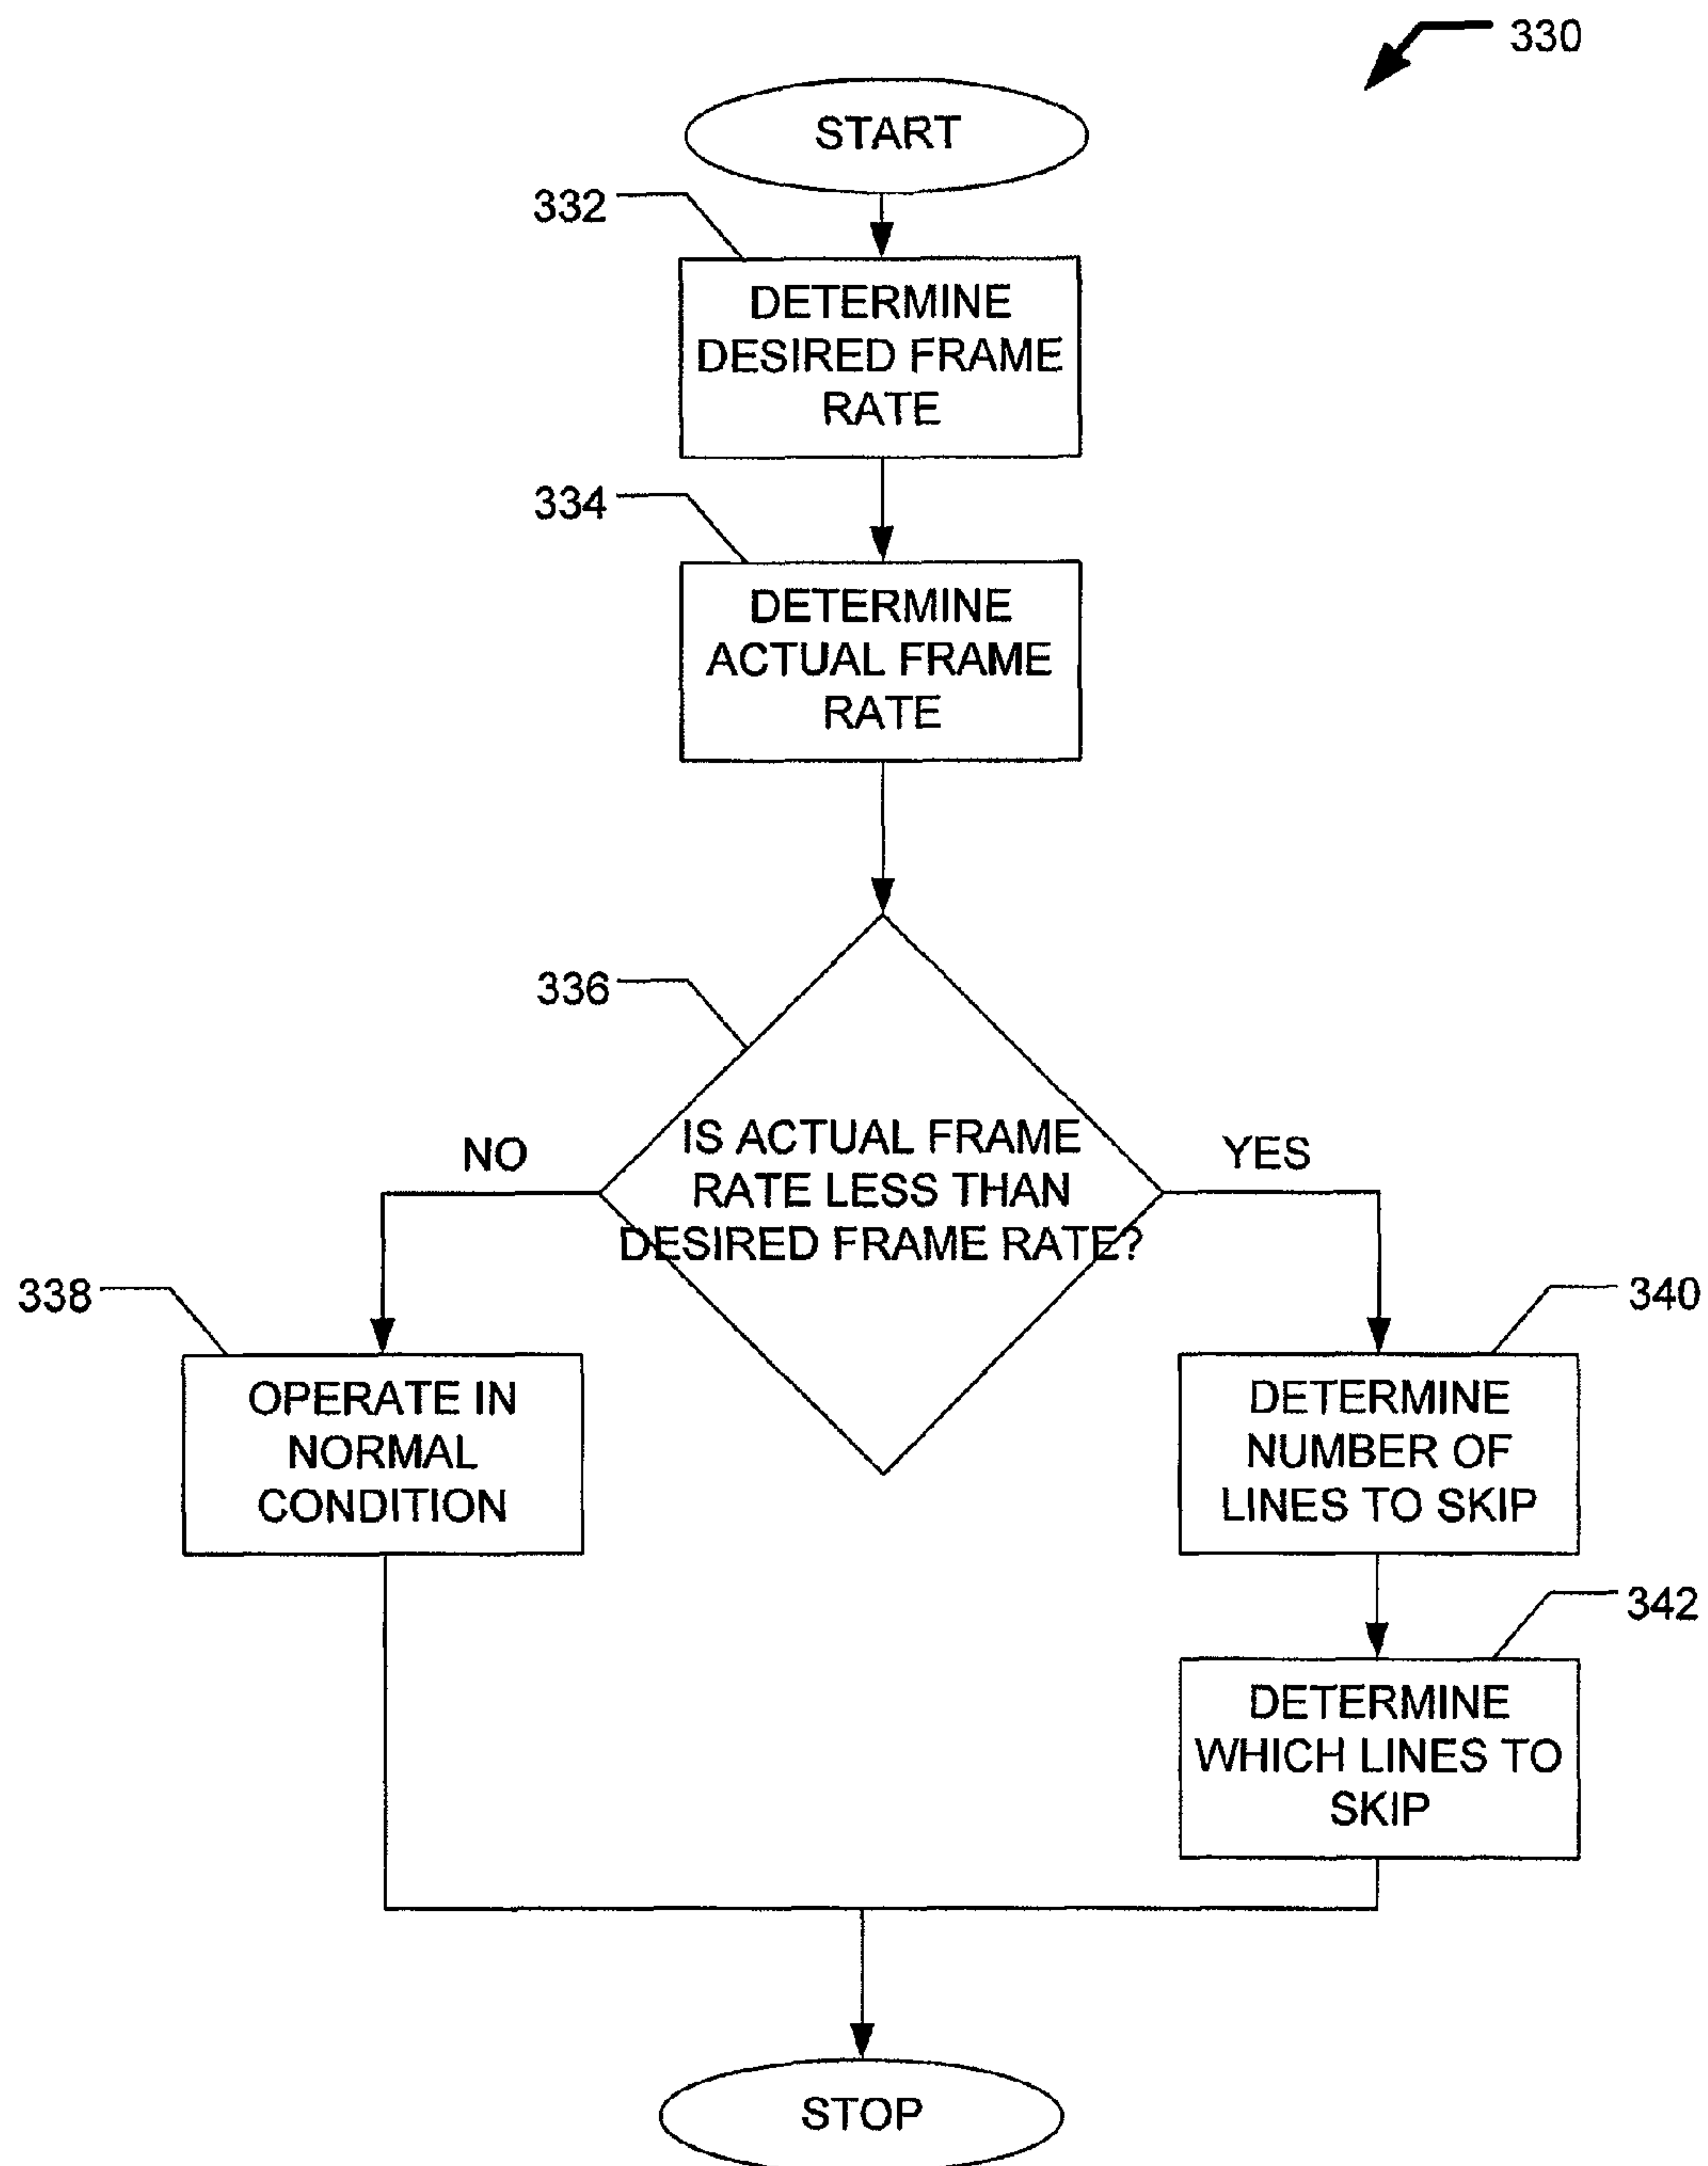 330
START
332
DETERMINE
DESIRED FRAME
RATE
334
DETERMINE
ACTUAL FRAME
RATE
336
IS ACTUAL FRAME
RATE LESS THAN
DESIRED FRAME RATE?
NO
YES
338
OPERATE IN
NORMAL
CONDITION
340
DETERMINE
NUMBER OF
LINES TO SKIP
342
DETERMINE
WHICH LINES TO
SKIP
STOP